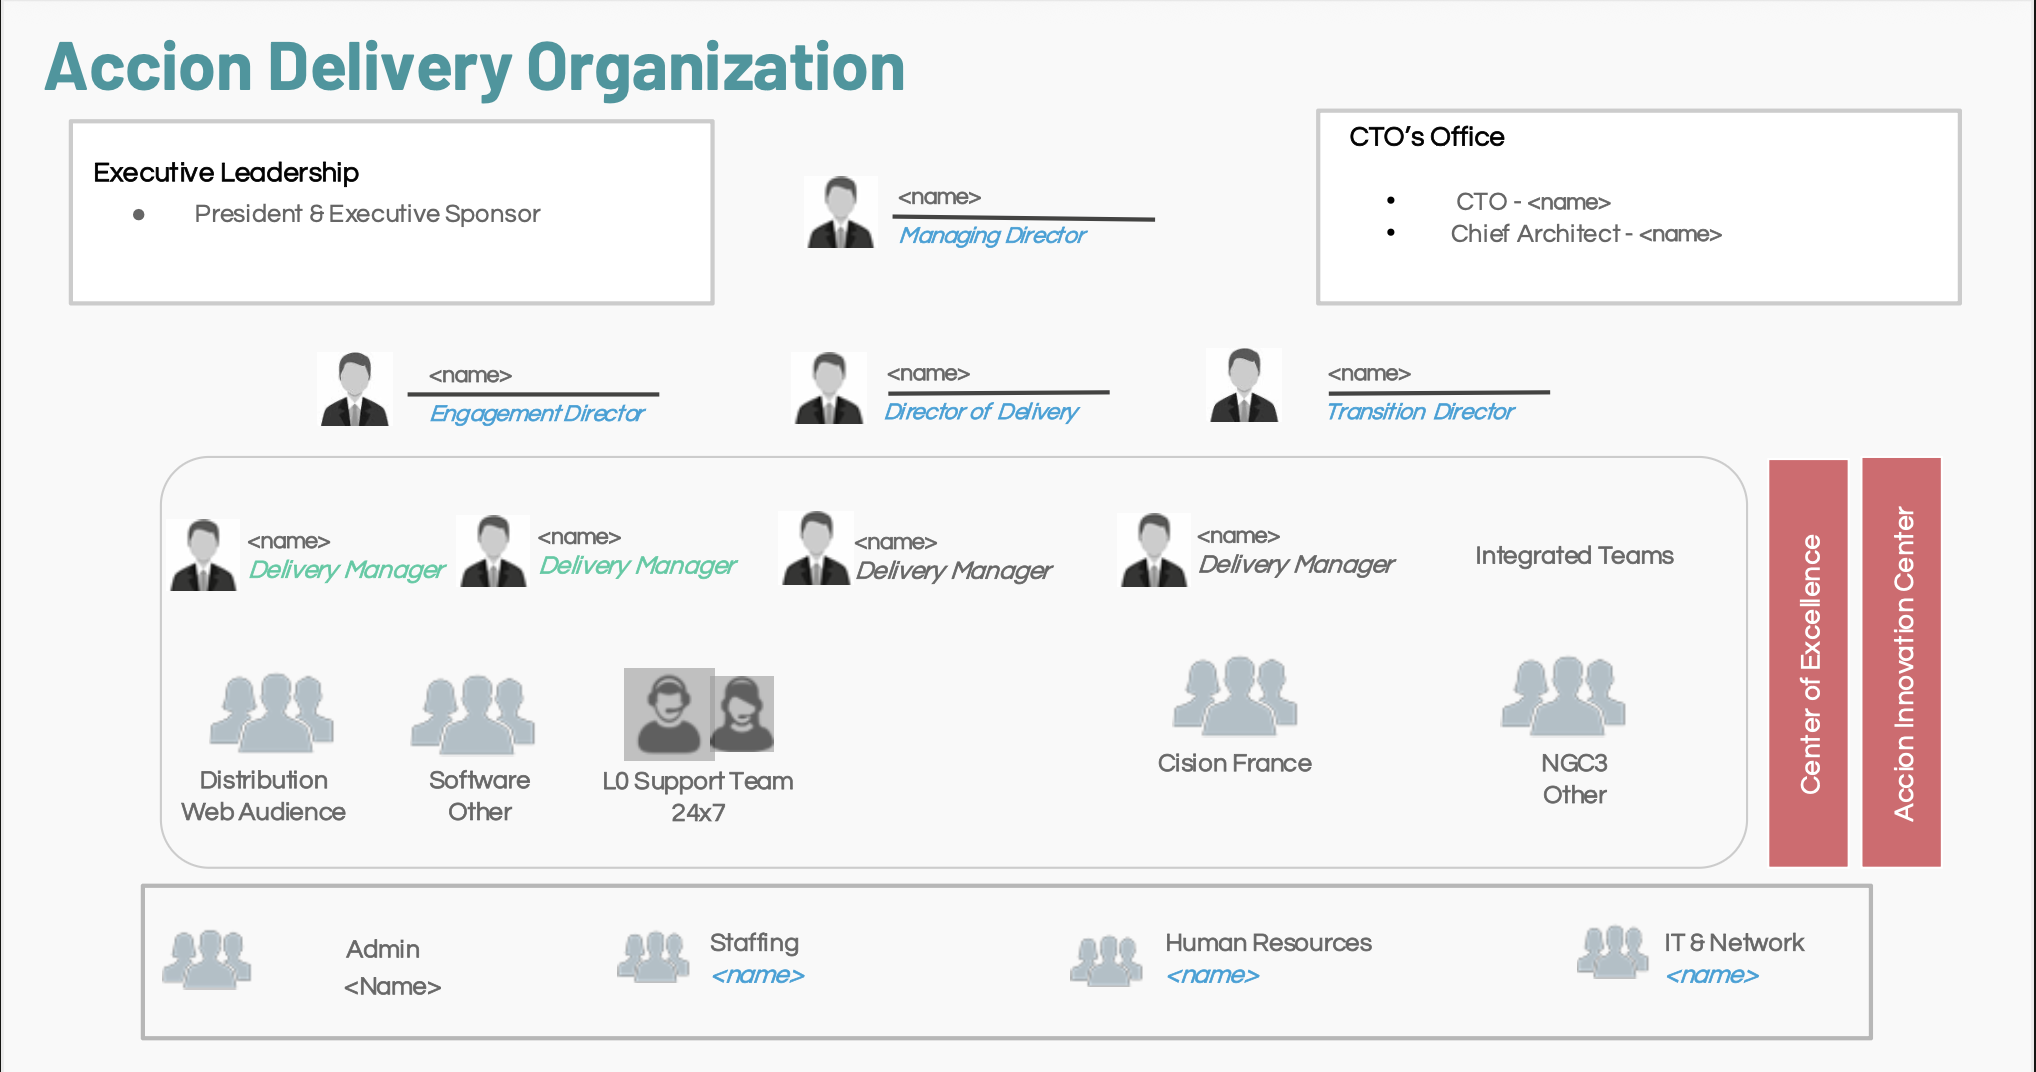 Accion Delivery Organization
Executive Leadership
● President & Executive Sponsor
<name>
Managing Director
CTO's Office
• CTO - <name>
• Chief Architect - <name>
<name>
Engagement Director
<name>
Director of Delivery
<name>
Transition Director
<name>
Delivery Manager
<name>
Delivery Manager
<name>
Delivery Manager
<name>
Delivery Manager
Integrated Teams
Distribution
Web Audience
Software
Other
L0 Support Team
24x7
Cision France
NGC3
Other
Center of Excellence
Accion Innovation Center
Admin
<Name>
Staffing
<name>
Human Resources
<name>
IT & Network
<name>